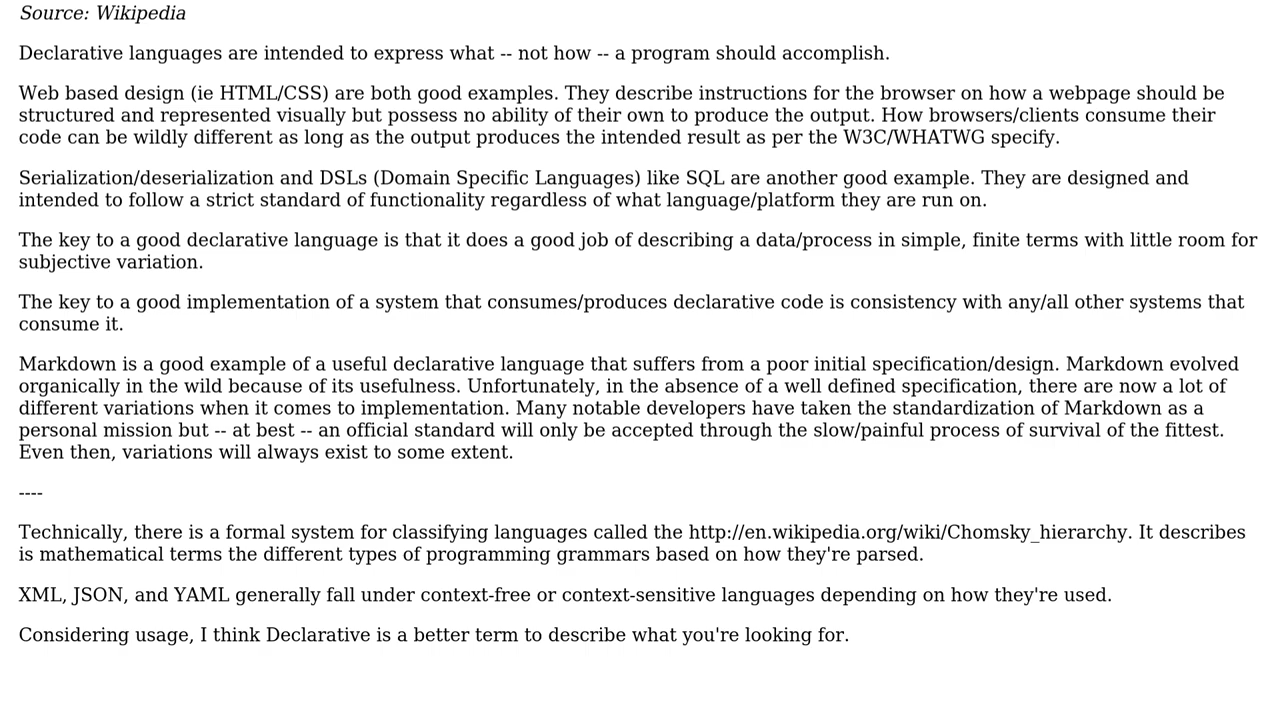 Source: Wikipedia
Declarative languages are intended to express what -- not how -- a program should accomplish.
Web based design (ie HTML/CSS) are both good examples. They describe instructions for the browser on how a webpage should be
structured and represented visually but possess no ability of their own to produce the output. How browsers/clients consume their
code can be wildly different as long as the output produces the intended result as per the W3C/WHATWG specify.
Serialization/deserialization and DSLs (Domain Specific Languages) like SQL are another good example. They are designed and
intended to follow a strict standard of functionality regardless of what language/platform they are run on.
The key to a good declarative language is that it does a good job of describing a data/process in simple, finite terms with little room for
subjective variation.
The key to a good implementation of a system that consumes/produces declarative code is consistency with any/all other systems that
consume it.
Markdown is a good example of a useful declarative language that suffers from a poor initial specification/design. Markdown evolved
organically in the wild because of its usefulness. Unfortunately, in the absence of a well defined specification, there are now a lot of
different variations when it comes to implementation. Many notable developers have taken the standardization of Markdown as a
personal mission but -- at best -- an official standard will only be accepted through the slow/painful process of survival of the fittest.
Even then, variations will always exist to some extent.
----
Technically, there is a formal system for classifying languages called the http://en.wikipedia.org/wiki/Chomsky_hierarchy. It describes
is mathematical terms the different types of programming grammars based on how they're parsed.
XML, JSON, and YAML generally fall under context-free or context-sensitive languages depending on how they're used.
Considering usage, I think Declarative is a better term to describe what you're looking for.